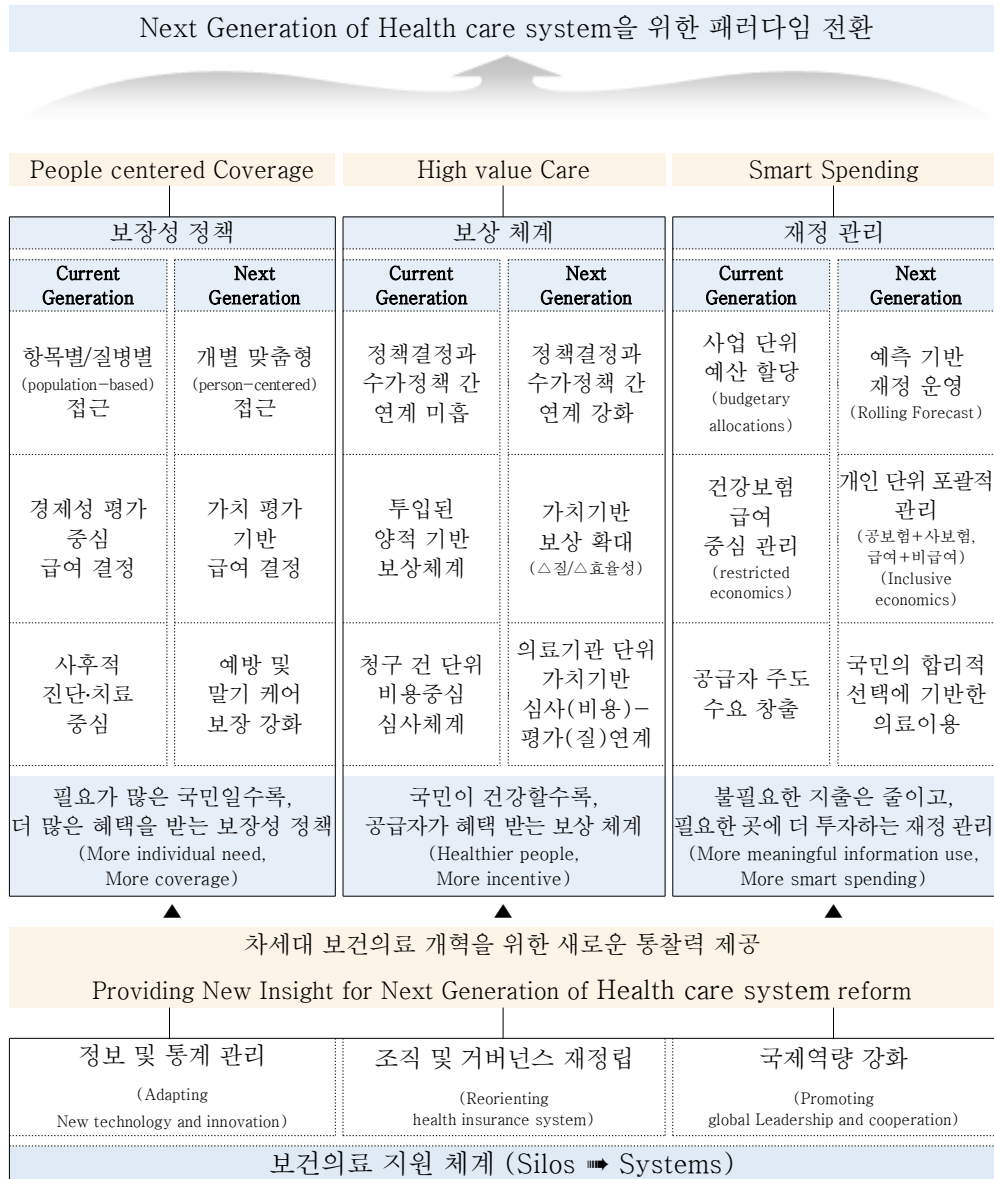 Next Generation of Health care system을 위한 패러다임 전환
People centered Coverage
보장성 정책
Current
Generation
Next
Generation
항목별/질병별
(population-based)
접근
개별 맞춤형
(person-centered)
접근
경제성 평가
중심
급여 결정
가치 평가
기반
급여 결정
사후적
진단·치료
중심
예방 및
말기 케어
보장 강화
필요가 많은 국민일수록,
더 많은 혜택을 받는 보장성 정책
(More individual need,
More coverage)
High value Care
보상 체계
Current
Generation
Next
Generation
정책결정과
수가정책 간
연계 미흡
정책결정과
수가정책 간
연계 강화
투입된
양적 기반
보상체계
가치기반
보상 확대
(△질/△효율성)
청구 건 단위
비용중심
심사체계
의료기관 단위
가치기반
심사(비용)-
평가(질)연계
국민이 건강할수록,
공급자가 혜택 받는 보상 체계
(Healthier people,
More incentive)
Smart Spending
재정 관리
Current
Generation
Next
Generation
사업 단위
예산 할당
(budgetary
allocations)
예측 기반
재정 운영
(Rolling Forecast)
건강보험
급여
중심 관리
(restricted
economics)
개인 단위 포괄적
관리
(공보험+사보험,
급여+비급여)
(Inclusive
economics)
공급자 주도
수요 창출
국민의 합리적
선택에 기반한
의료이용
불필요한 지출은 줄이고,
필요한 곳에 더 투자하는 재정 관리
(More meaningful information use,
More smart spending)
▲ ▲ ▲
차세대 보건의료 개혁을 위한 새로운 통찰력 제공
Providing New Insight for Next Generation of Health care system reform
정보 및 통계 관리
(Adapting
New technology and innovation)
조직 및 거버넌스 재정립
(Reorienting
health insurance system)
국제역량 강화
(Promoting
global Leadership and cooperation)
보건의료 지원 체계 (Silos ➠ Systems)